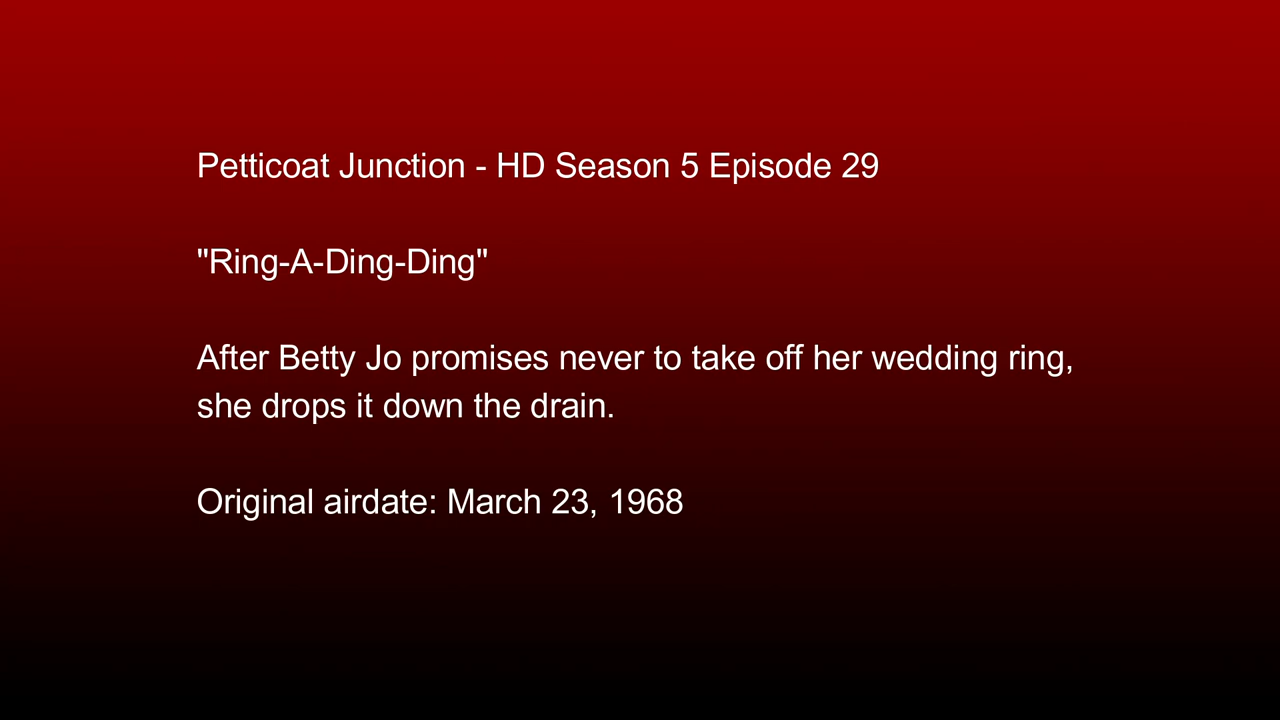 Petticoat Junction - HD Season 5 Episode 29
"Ring-A-Ding-Ding"
After Betty Jo promises never to take off her wedding ring,
she drops it down the drain.
Original airdate: March 23, 1968